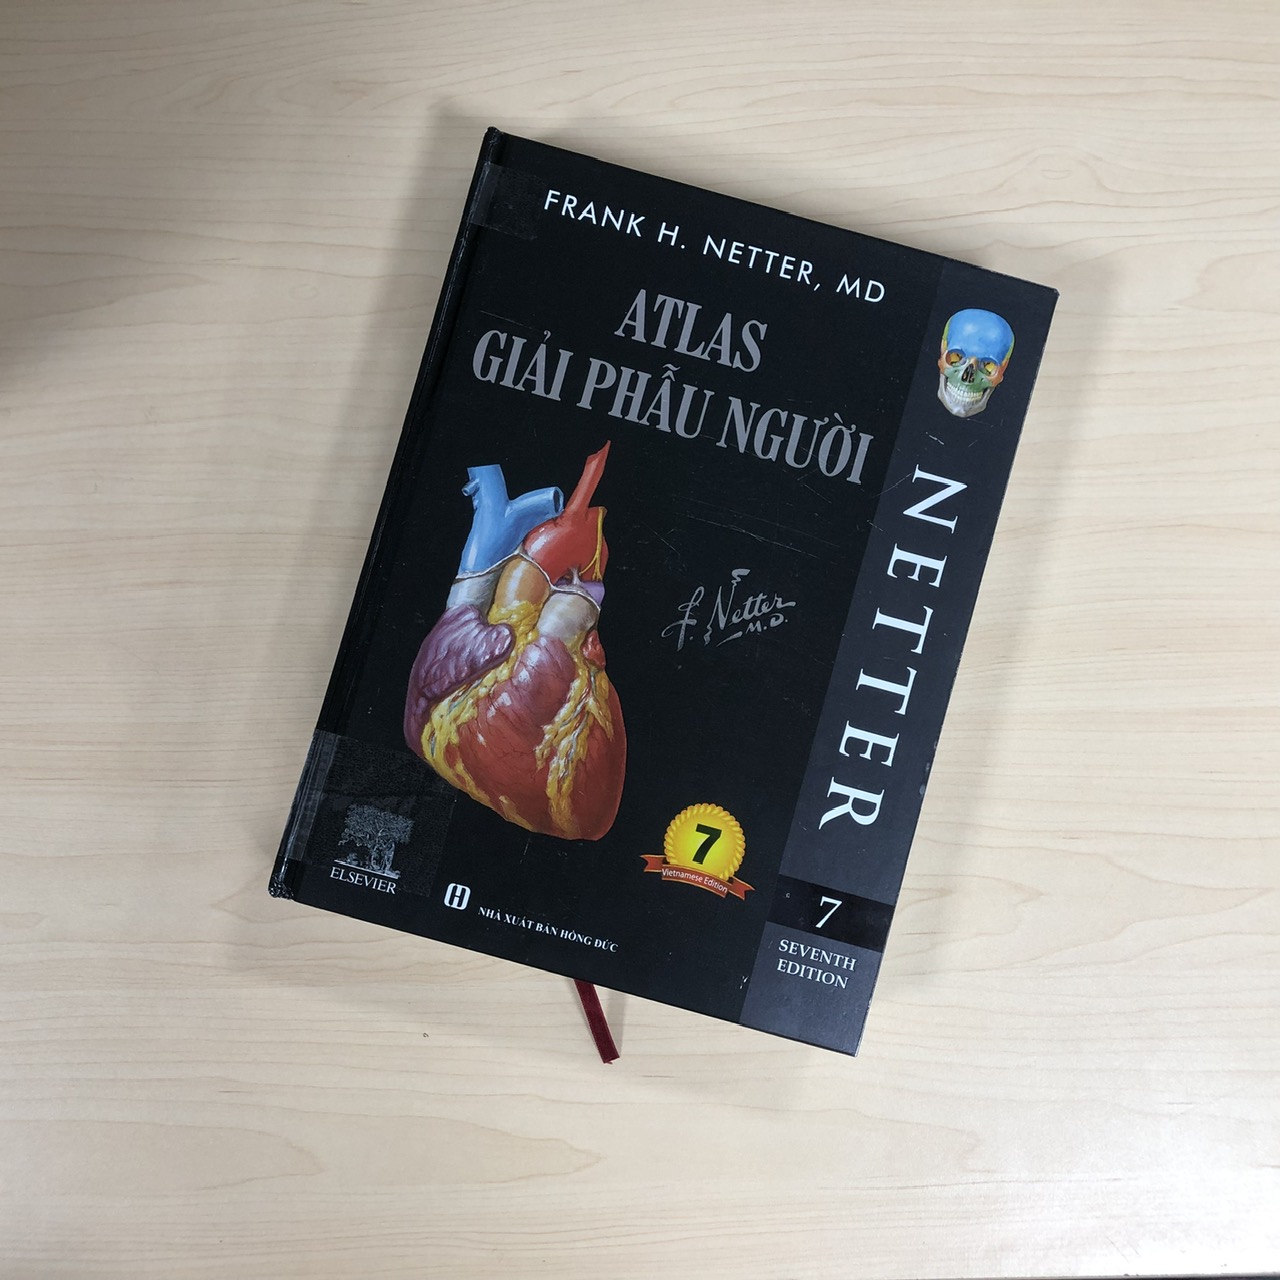 FRANK H. NETTER, MD
ATLAS
GIẢI PHẪU NGƯỜI
F. Netter
M.D.
7
Vietnamese Edition
ELSEVIER
H
NHÀ XUẤT BẢN HỒNG ĐỨC
NETTER
7
SEVENTH
EDITION